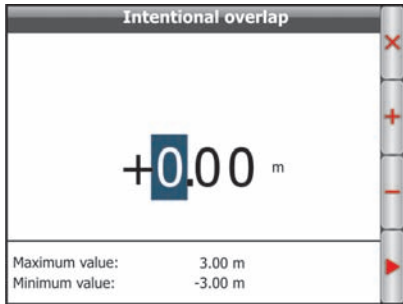 Intentional overlap
+0.00 m
Maximum value: 3.00 m
Minimum value: -3.00 m